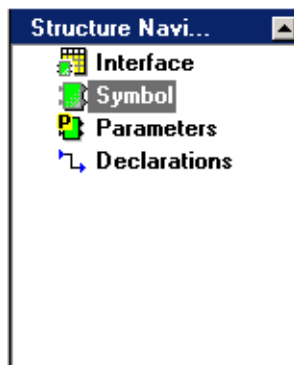 Structure Navi...
Interface
Symbol
P Parameters
Declarations